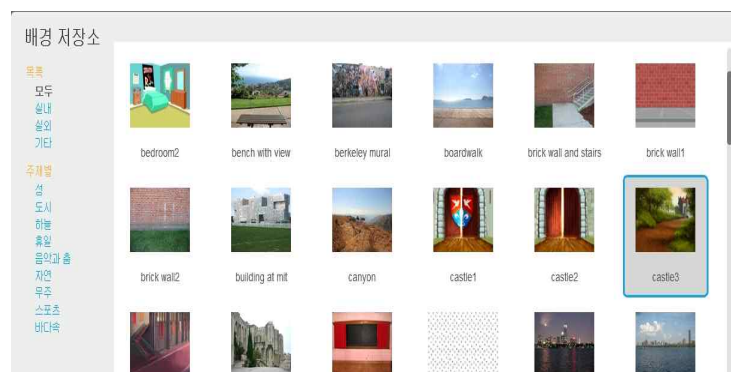 배경 저장소
목록
모두
실내
실외
기타
주제별
성
도시
하늘
휴일
음악과 춤
자연
우주
스포츠
바다속
bedroom2
bench with view
berkeley mural
boardwalk
brick wall and stairs
brick wall1
brick wall2
building at mit
canyon
castle1
castle2
castle3